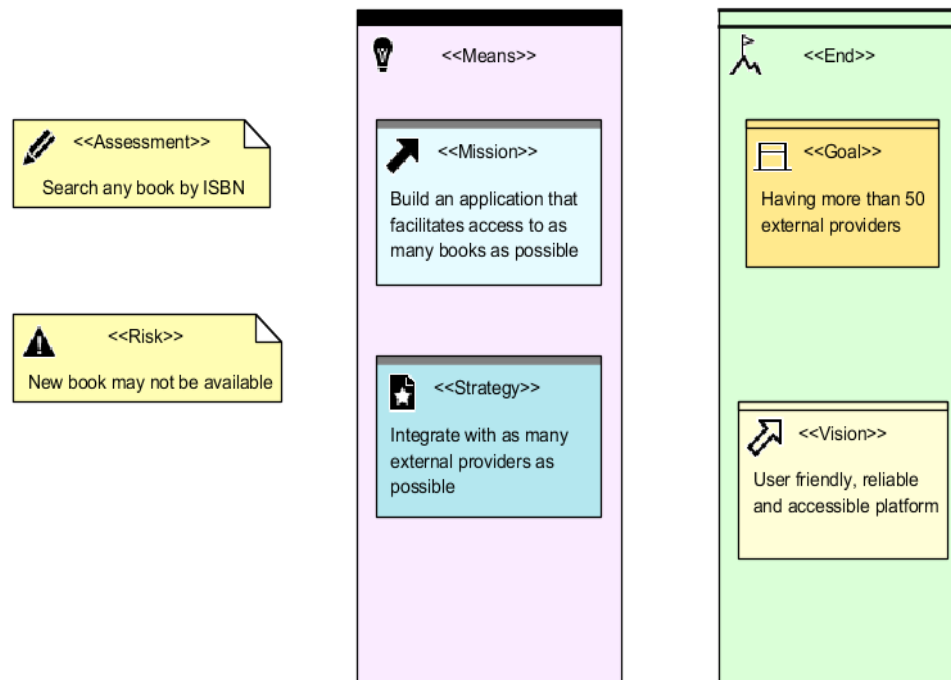 <<Assessment>>
Search any book by ISBN
<<Risk>>
New book may not be available
<<Means>>
<<Mission>>
Build an application that
facilitates access to as
many books as possible
<<Strategy>>
Integrate with as many
external providers as
possible
<<End>>
<<Goal>>
Having more than 50
external providers
<<Vision>>
User friendly, reliable
and accessible platform